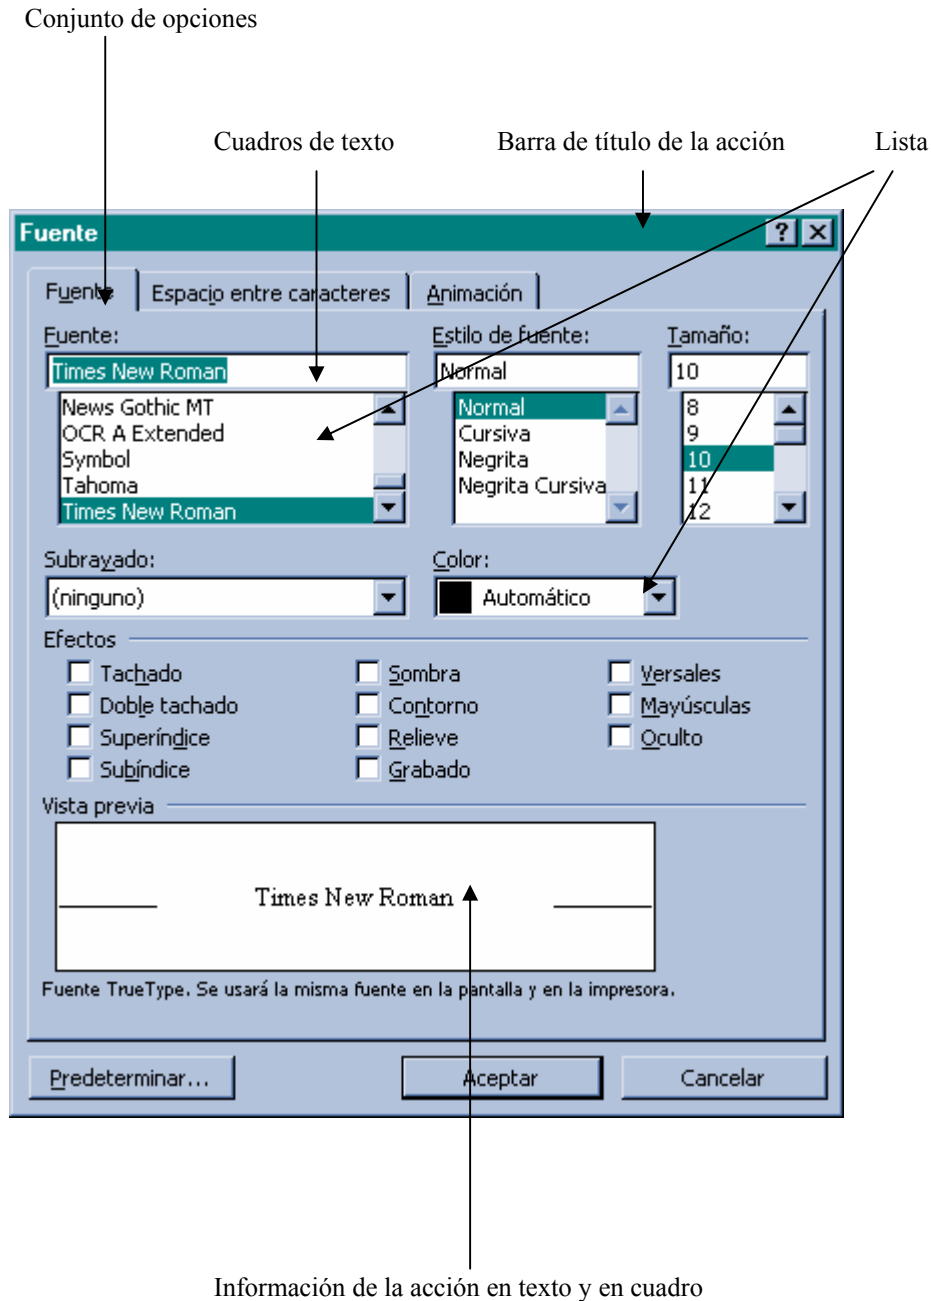 Conjunto de opciones
Cuadros de texto Barra de título de la acción Lista
Fuente ? ×
Fuente Espacio entre caracteres Animación
Fuente: Estilo de fuente: Tamaño:
Times New Roman Normal 10
News Gothic MT Normal 8
OCR A Extended Cursiva 9
Symbol Negrita 10
Tahoma Negrita Cursiva 11
Times New Roman 12
Subrayado: Color:
(ninguno) Automático
Efectos
Tachado Sombra Versales
Doble tachado Contorno Mayúsculas
Superíndice Relieve Oculto
Subíndice Grabado
Vista previa
Times New Roman
Fuente TrueType. Se usará la misma fuente en la pantalla y en la impresora.
Predeterminar... Aceptar Cancelar
Información de la acción en texto y en cuadro